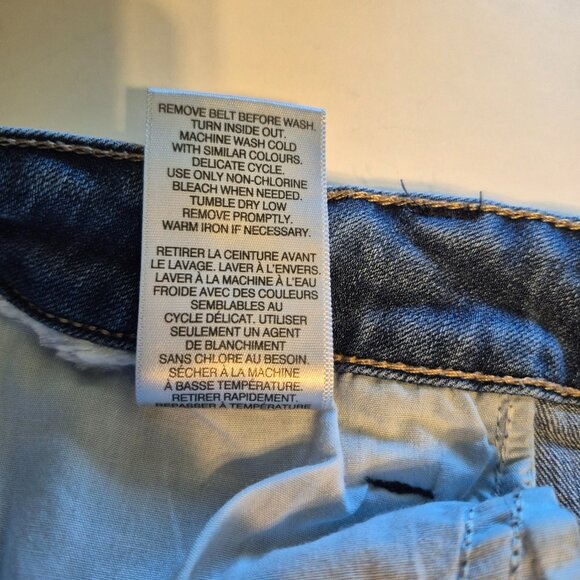 REMOVE BELT BEFORE WASH.
TURN INSIDE OUT.
MACHINE WASH COLD
WITH SIMILAR COLOURS.
DELICATE CYCLE.
USE ONLY NON-CHLORINE
BLEACH WHEN NEEDED.
TUMBLE DRY LOW
REMOVE PROMPTLY.
WARM IRON IF NECESSARY.
RETIRER LA CEINTURE AVANT
LE LAVAGE. LAVER À L'ENVERS.
LAVER À LA MACHINE À L'EAU
FROIDE AVEC DES COULEURS
SEMBLABLES AU
CYCLE DÉLICAT. UTILISER
SEULEMENT UN AGENT
DE BLANCHIMENT
SANS CHLORE AU BESOIN.
SÉCHER À LA MACHINE
À BASSE TEMPÉRATURE.
RETIRER RAPIDEMENT.
REPASSER À TEMPÉRATURE